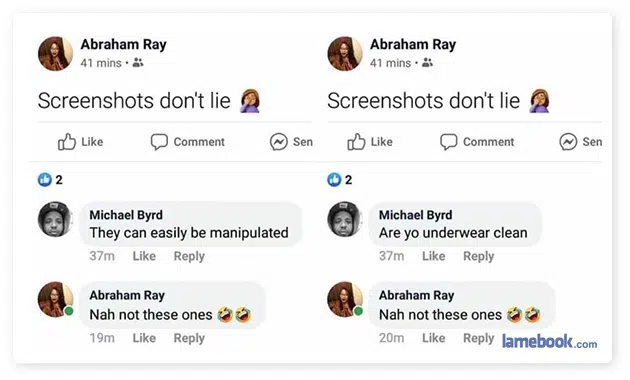 Abraham Ray
41 mins •
Screenshots don't lie 🤦🏽‍♀️
Like Comment Sen
2
Michael Byrd
They can easily be manipulated
37m Like Reply
Abraham Ray
Nah not these ones 🤣🤣
19m Like Reply
Abraham Ray
41 mins •
Screenshots don't lie 🤦🏽‍♀️
Like Comment Sen
2
Michael Byrd
Are yo underwear clean
37m Like Reply
Abraham Ray
Nah not these ones 🤣🤣
20m Like Reply
lamebook.com